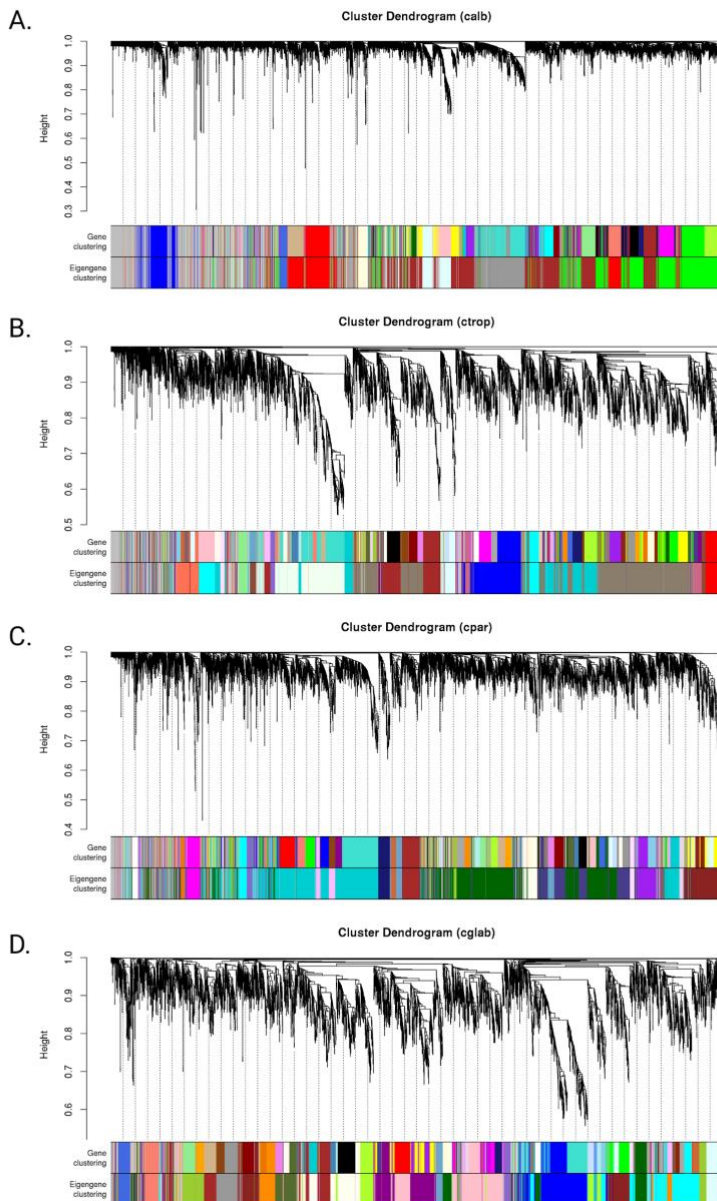 A.
Cluster Dendrogram (calb)
Height
1.0
0.9
0.8
0.7
0.6
0.5
0.4
0.3
Gene
clustering
Eigengene
clustering
B.
Cluster Dendrogram (ctrop)
Height
1.0
0.9
0.8
0.7
0.6
0.5
Gene
clustering
Eigengene
clustering
C.
Cluster Dendrogram (cpar)
Height
1.0
0.9
0.8
0.7
0.6
0.5
0.4
Gene
clustering
Eigengene
clustering
D.
Cluster Dendrogram (cglab)
Height
1.0
0.9
0.8
0.7
0.6
Gene
clustering
Eigengene
clustering